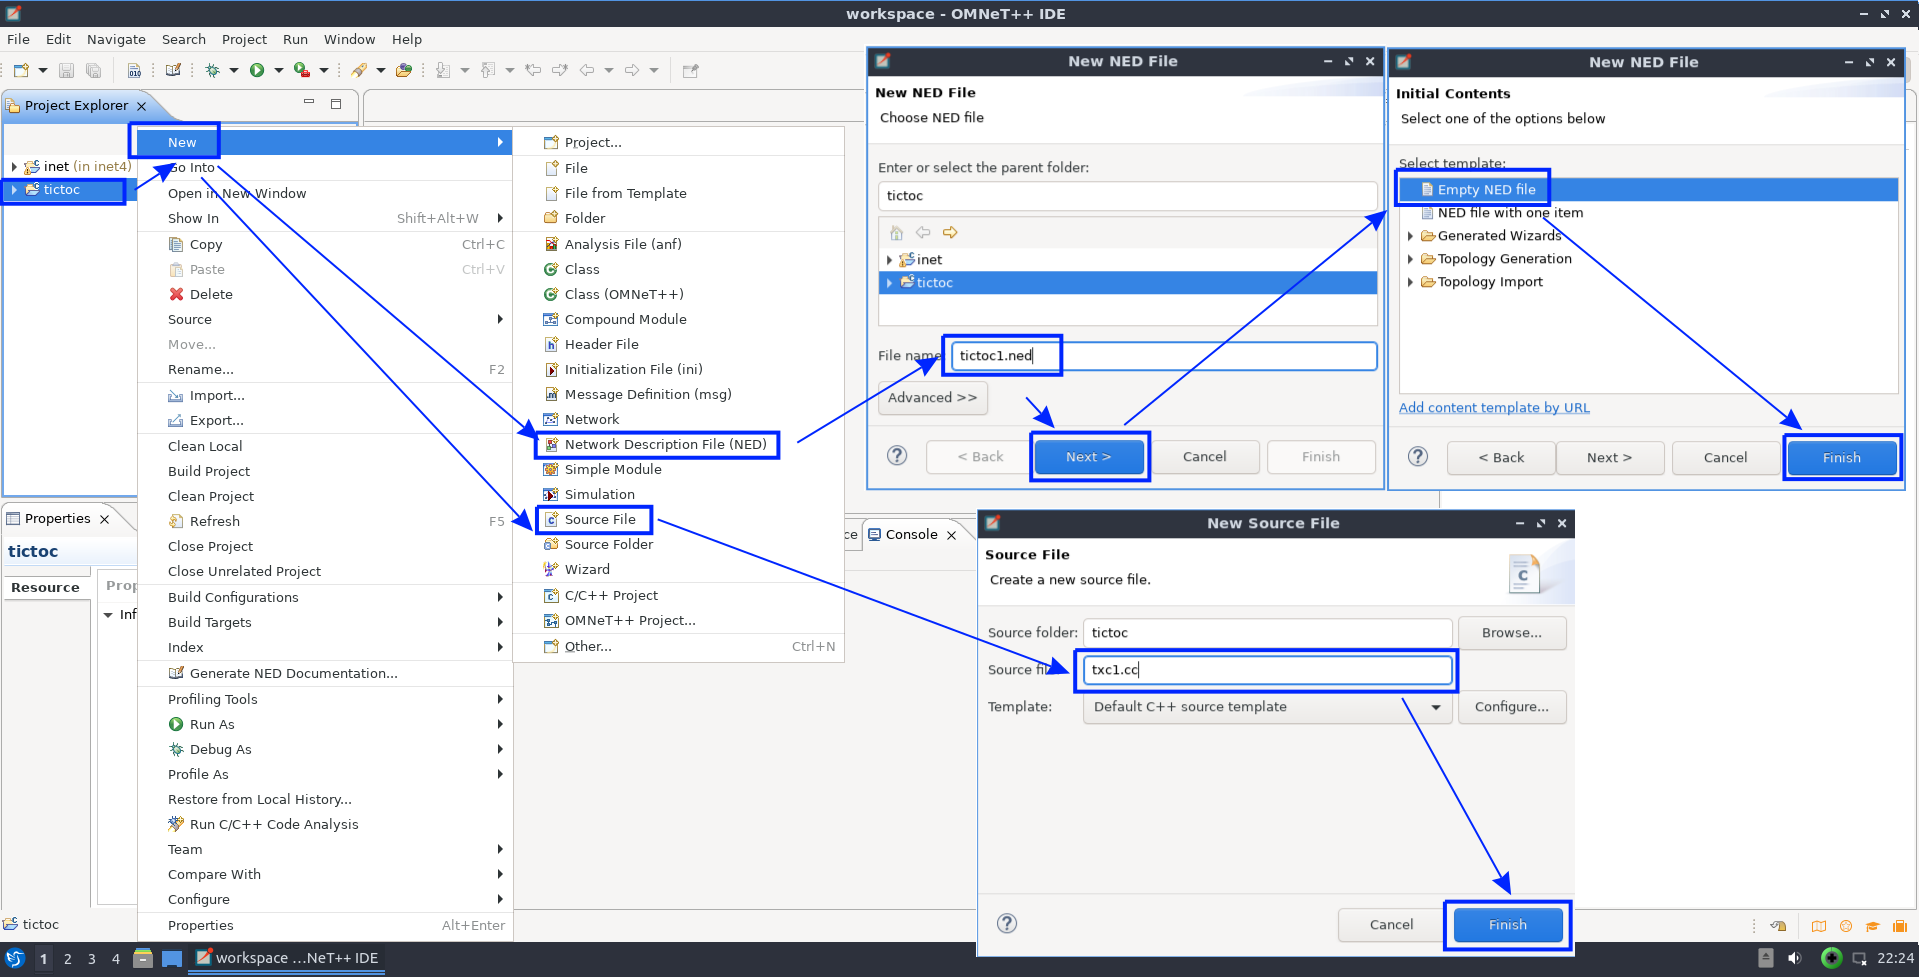 workspace - OMNeT++ IDE
File Edit Navigate Search Project Run Window Help
Project Explorer
inet (in inet4)
tictoc
New
Go Into
Open in New Window
Show In Shift+Alt+W
Copy Ctrl+C
Paste Ctrl+V
Delete
Source
Move...
Rename... F2
Import...
Export...
Clean Local
Build Project
Clean Project
Refresh F5
Close Project
Close Unrelated Project
Build Configurations
Build Targets
Index
Generate NED Documentation...
Profiling Tools
Run As
Debug As
Profile As
Restore from Local History...
Run C/C++ Code Analysis
Team
Compare With
Configure
Properties Alt+Enter
Project...
File
File from Template
Folder
Analysis File (anf)
Class
Class (OMNeT++)
Compound Module
Header File
Initialization File (ini)
Message Definition (msg)
Network
Network Description File (NED)
Simple Module
Simulation
Source File
Source Folder
Wizard
C/C++ Project
OMNeT++ Project...
Other... Ctrl+N
New NED File
New NED File
Choose NED file
Enter or select the parent folder:
tictoc
inet
tictoc
File name
tictoc1.ned
Advanced >>
< Back Next > Cancel Finish
New NED File
Initial Contents
Select one of the options below
Select template:
Empty NED file
NED file with one item
Generated Wizards
Topology Generation
Topology Import
Add content template by URL
< Back Next > Cancel Finish
Properties
tictoc
Resource
Prop
Inf
ce
Console
New Source File
Source File
Create a new source file.
Source folder: tictoc Browse...
Source fil txc1.cc
Template: Default C++ source template Configure...
Cancel Finish
tictoc
1 2 3 4 workspace ...NeT++ IDE 22:24